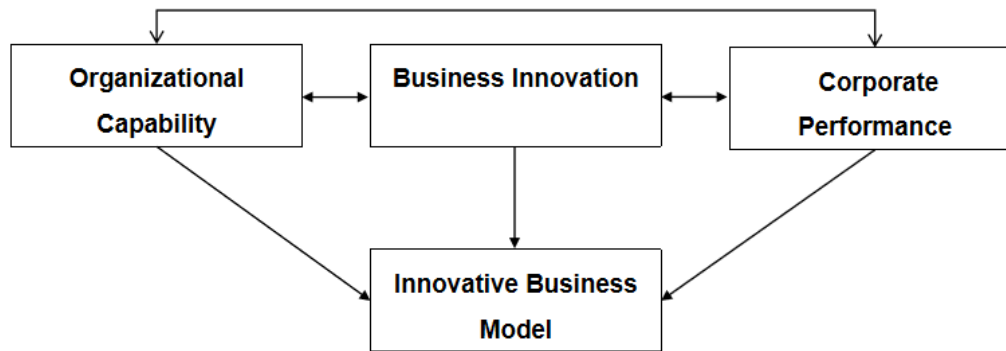 Organizational
Capability
Business Innovation
Corporate
Performance
Innovative Business
Model